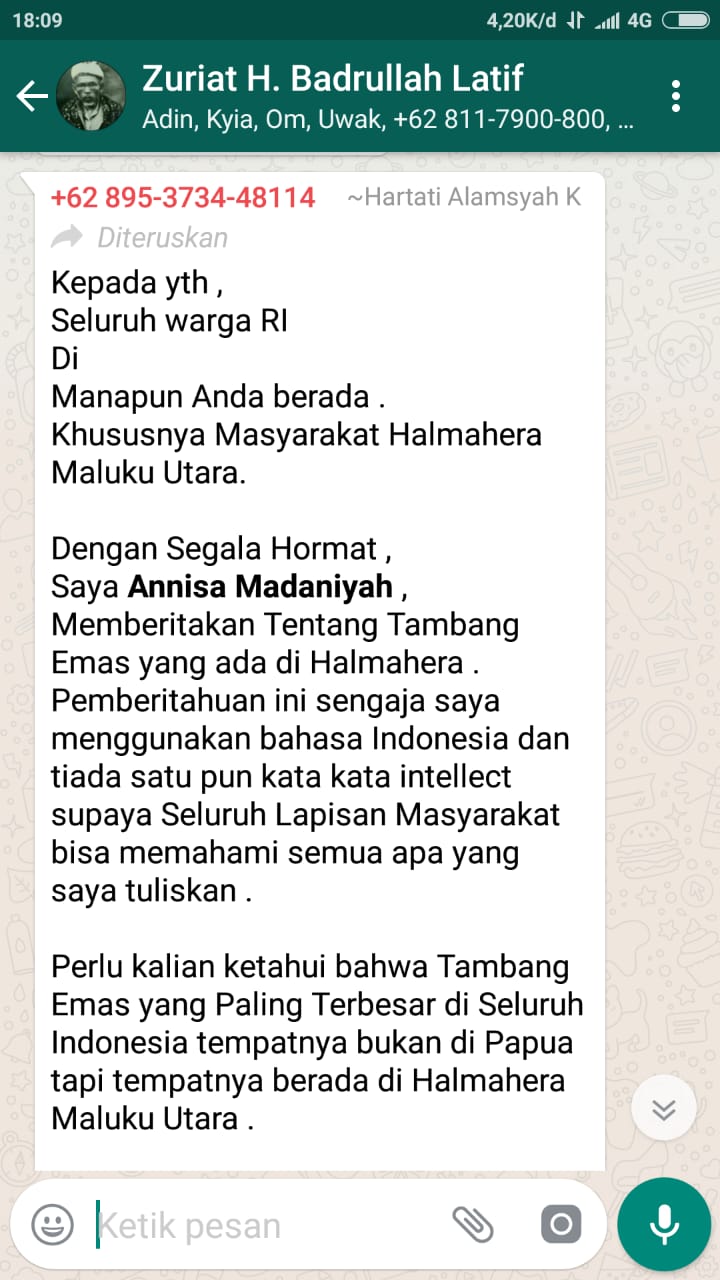 18:09
4,20K/d 4G
Zuriat H. Badrullah Latif
Adin, Kyia, Om, Uwak, +62 811-7900-800, ...
+62 895-3734-48114 ~Hartati Alamsyah K
Diteruskan
Kepada yth ,
Seluruh warga RI
Di
Manapun Anda berada .
Khususnya Masyarakat Halmahera
Maluku Utara.
Dengan Segala Hormat ,
Saya Annisa Madaniyah ,
Memberitakan Tentang Tambang
Emas yang ada di Halmahera .
Pemberitahuan ini sengaja saya
menggunakan bahasa Indonesia dan
tiada satu pun kata kata intellect
supaya Seluruh Lapisan Masyarakat
bisa memahami semua apa yang
saya tuliskan .
Perlu kalian ketahui bahwa Tambang
Emas yang Paling Terbesar di Seluruh
Indonesia tempatnya bukan di Papua
tapi tempatnya berada di Halmahera
Maluku Utara .
Ketik pesan